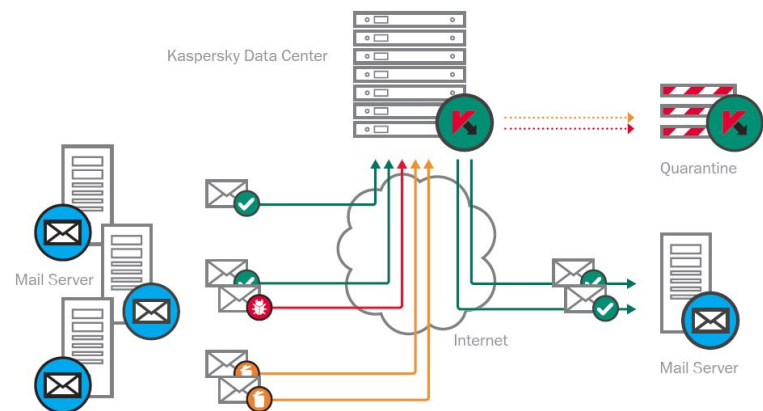 Kaspersky Data Center
Quarantine
Mail Server
Internet
Mail Server